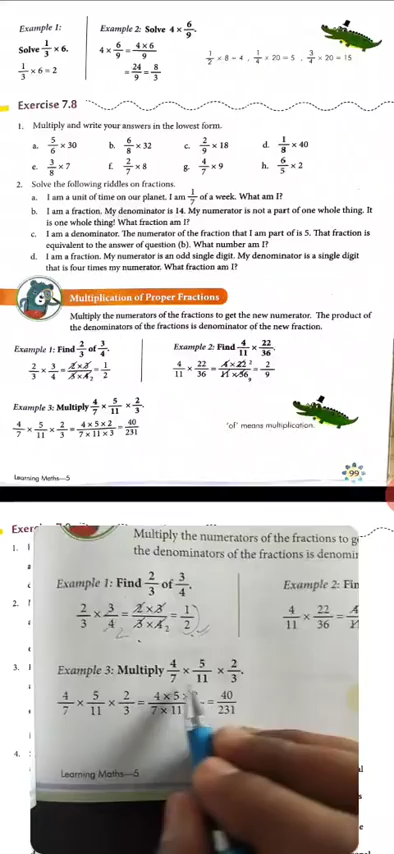 Example 1:
Solve 1/3 × 6.
1/3 × 6 = 2
Example 2: Solve 4 × 6/9.
4 × 6/9 = 4 × 6/9
= 24/9 = 8/3
1/2 × 8 = 4 , 1/4 × 20 = 5 , 3/4 × 20 = 15
Exercise 7.8
1. Multiply and write your answers in the lowest form.
a. 5/6 × 30 b. 6/8 × 32 c. 2/9 × 18 d. 1/8 × 40
e. 3/8 × 7 f. 2/7 × 8 g. 4/7 × 9 h. 6/5 × 2
2. Solve the following riddles on fractions.
a. I am a unit of time on our planet. I am 1/7 of a week. What am I?
b. I am a fraction. My denominator is 14. My numerator is not a part of one whole thing. It
is one whole thing! What fraction am I?
c. I am a denominator. The numerator of the fraction that I am part of is 5. That fraction is
equivalent to the answer of question (b). What number am I?
d. I am a fraction. My numerator is an odd single digit. My denominator is a single digit
that is four times my numerator. What fraction am I?
Multiplication of Proper Fractions
Multiply the numerators of the fractions to get the new numerator. The product of
the denominators of the fractions is denominator of the new fraction.
Example 1: Find 2/3 of 3/4.
2/3 × 3/4 = 2 × 3/3 × 4 2 = 1/2
Example 2: Find 4/11 × 22/36.
4/11 × 22/36 = 4 × 22 2/11 × 36 9 = 2/9
Example 3: Multiply 4/7 × 5/11 × 2/3.
4/7 × 5/11 × 2/3 = 4 × 5 × 2/7 × 11 × 3 = 40/231
'of' means multiplication.
Learning Maths—5
99
Exer
1.
2.
3.
4.
Multiply the numerators of the fractions to g
the denominators of the fractions is denomin
Example 1: Find 2/3 of 3/4.
2/3 × 3/4 = 2 × 3/3 × 4 2 = 1/2
Example 2: Fin
4/11 × 22/36 =
Example 3: Multiply 4/7 × 5/11 × 2/3.
4/7 × 5/11 × 2/3 = 4 × 5 ×/7 × 11 = 40/231
Learning Maths—5